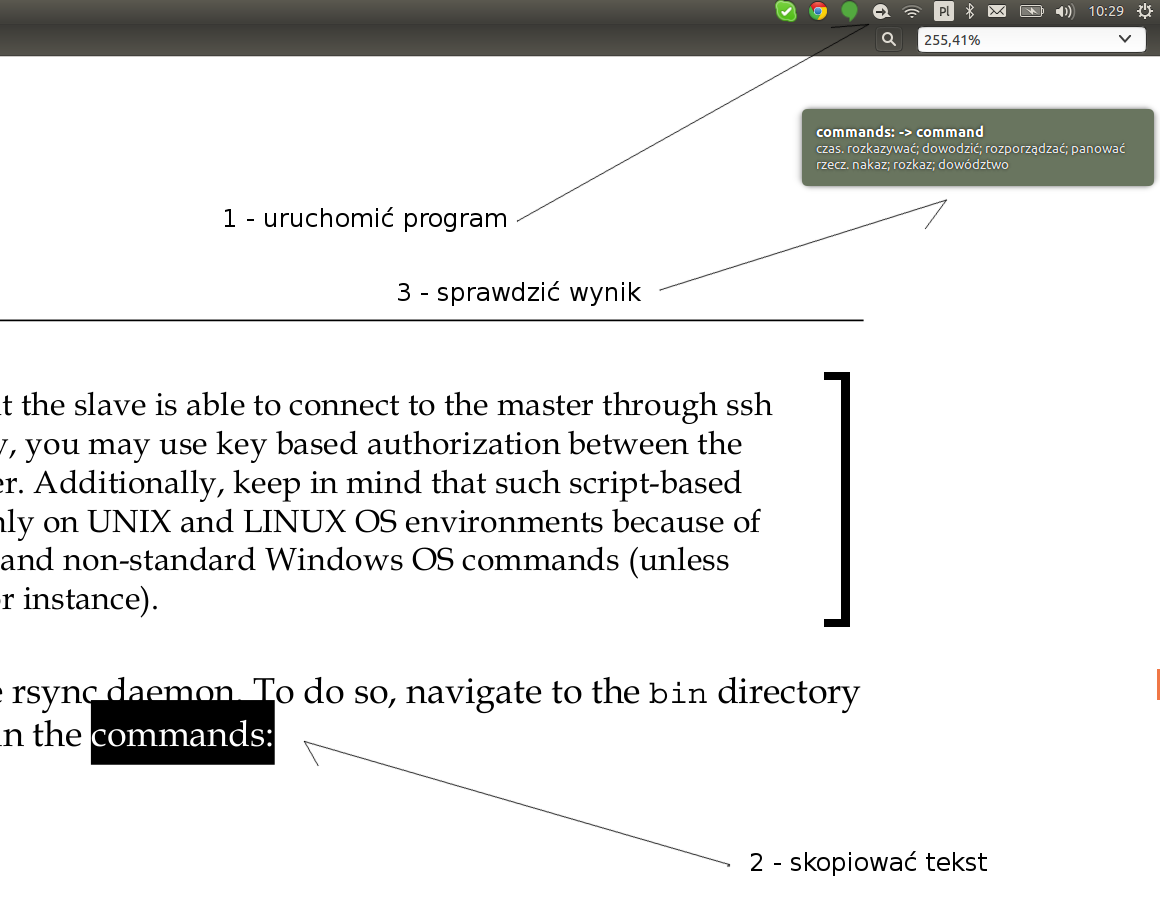 Pl
10:29
255,41%
commands: -> command
czas. rozkazywać; dowodzić; rozporządzać; panować
rzecz. nakaz; rozkaz; dowództwo
1 - uruchomić program
3 - sprawdzić wynik
t the slave is able to connect to the master through ssh
, you may use key based authorization between the
er. Additionally, keep in mind that such script-based
nly on UNIX and LINUX OS environments because of
and non-standard Windows OS commands (unless
r instance).
e rsync daemon. To do so, navigate to the bin directory
n the commands:
2 - skopiować tekst